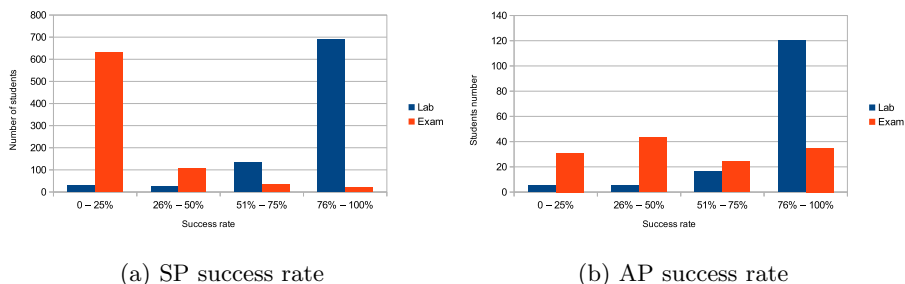 800
700
600
500
400
300
200
100
0
Number of students
0 – 25%
26% – 50%
51% – 75%
76% – 100%
Success rate
Lab
Exam
(a) SP success rate
140
120
100
80
60
40
20
0
Students number
0 – 25%
26% – 50%
51% – 75%
76% – 100%
Success rate
Lab
Exam
(b) AP success rate